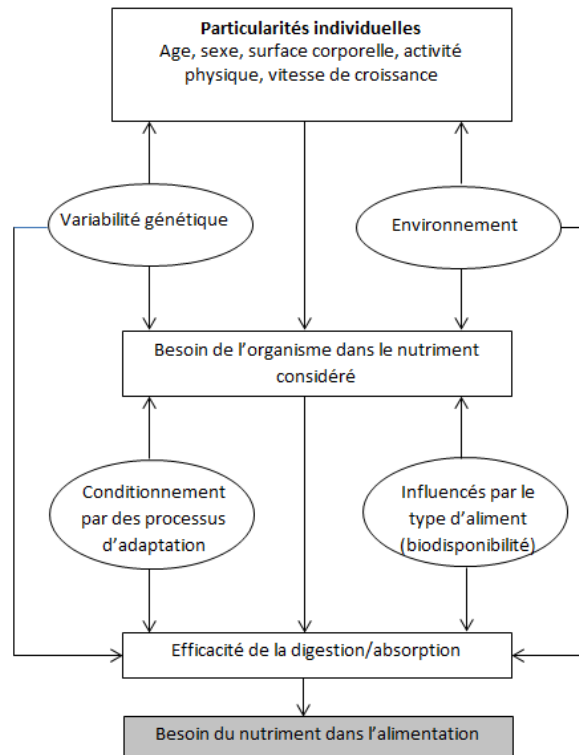 Particularités individuelles
Age, sexe, surface corporelle, activité
physique, vitesse de croissance
Variabilité génétique
Environnement
Besoin de l'organisme dans le nutriment
considéré
Conditionnement
par des processus
d'adaptation
Influencés par le
type d'aliment
(biodisponibilité)
Efficacité de la digestion/absorption
Besoin du nutriment dans l'alimentation